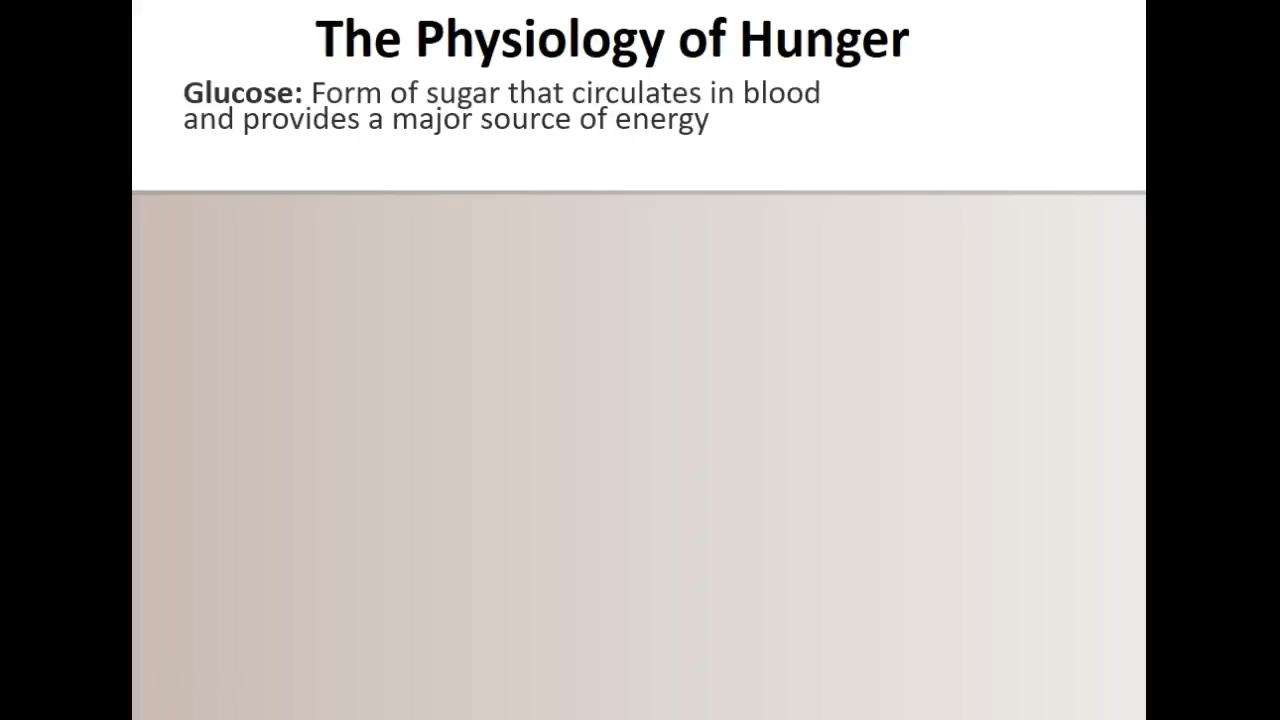 The Physiology of Hunger
Glucose: Form of sugar that circulates in blood
and provides a major source of energy